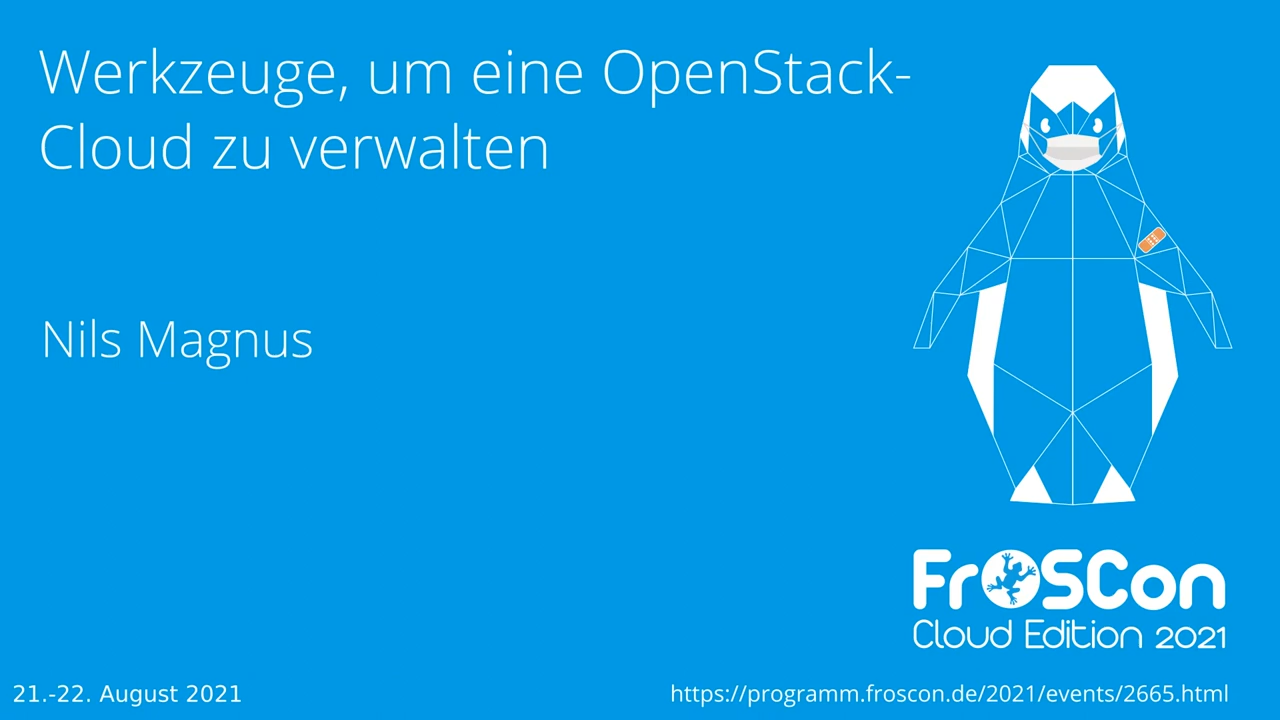 Werkzeuge, um eine OpenStack-
Cloud zu verwalten
Nils Magnus
FrOSCon
Cloud Edition 2021
21.-22. August 2021
https://programm.froscon.de/2021/events/2665.html